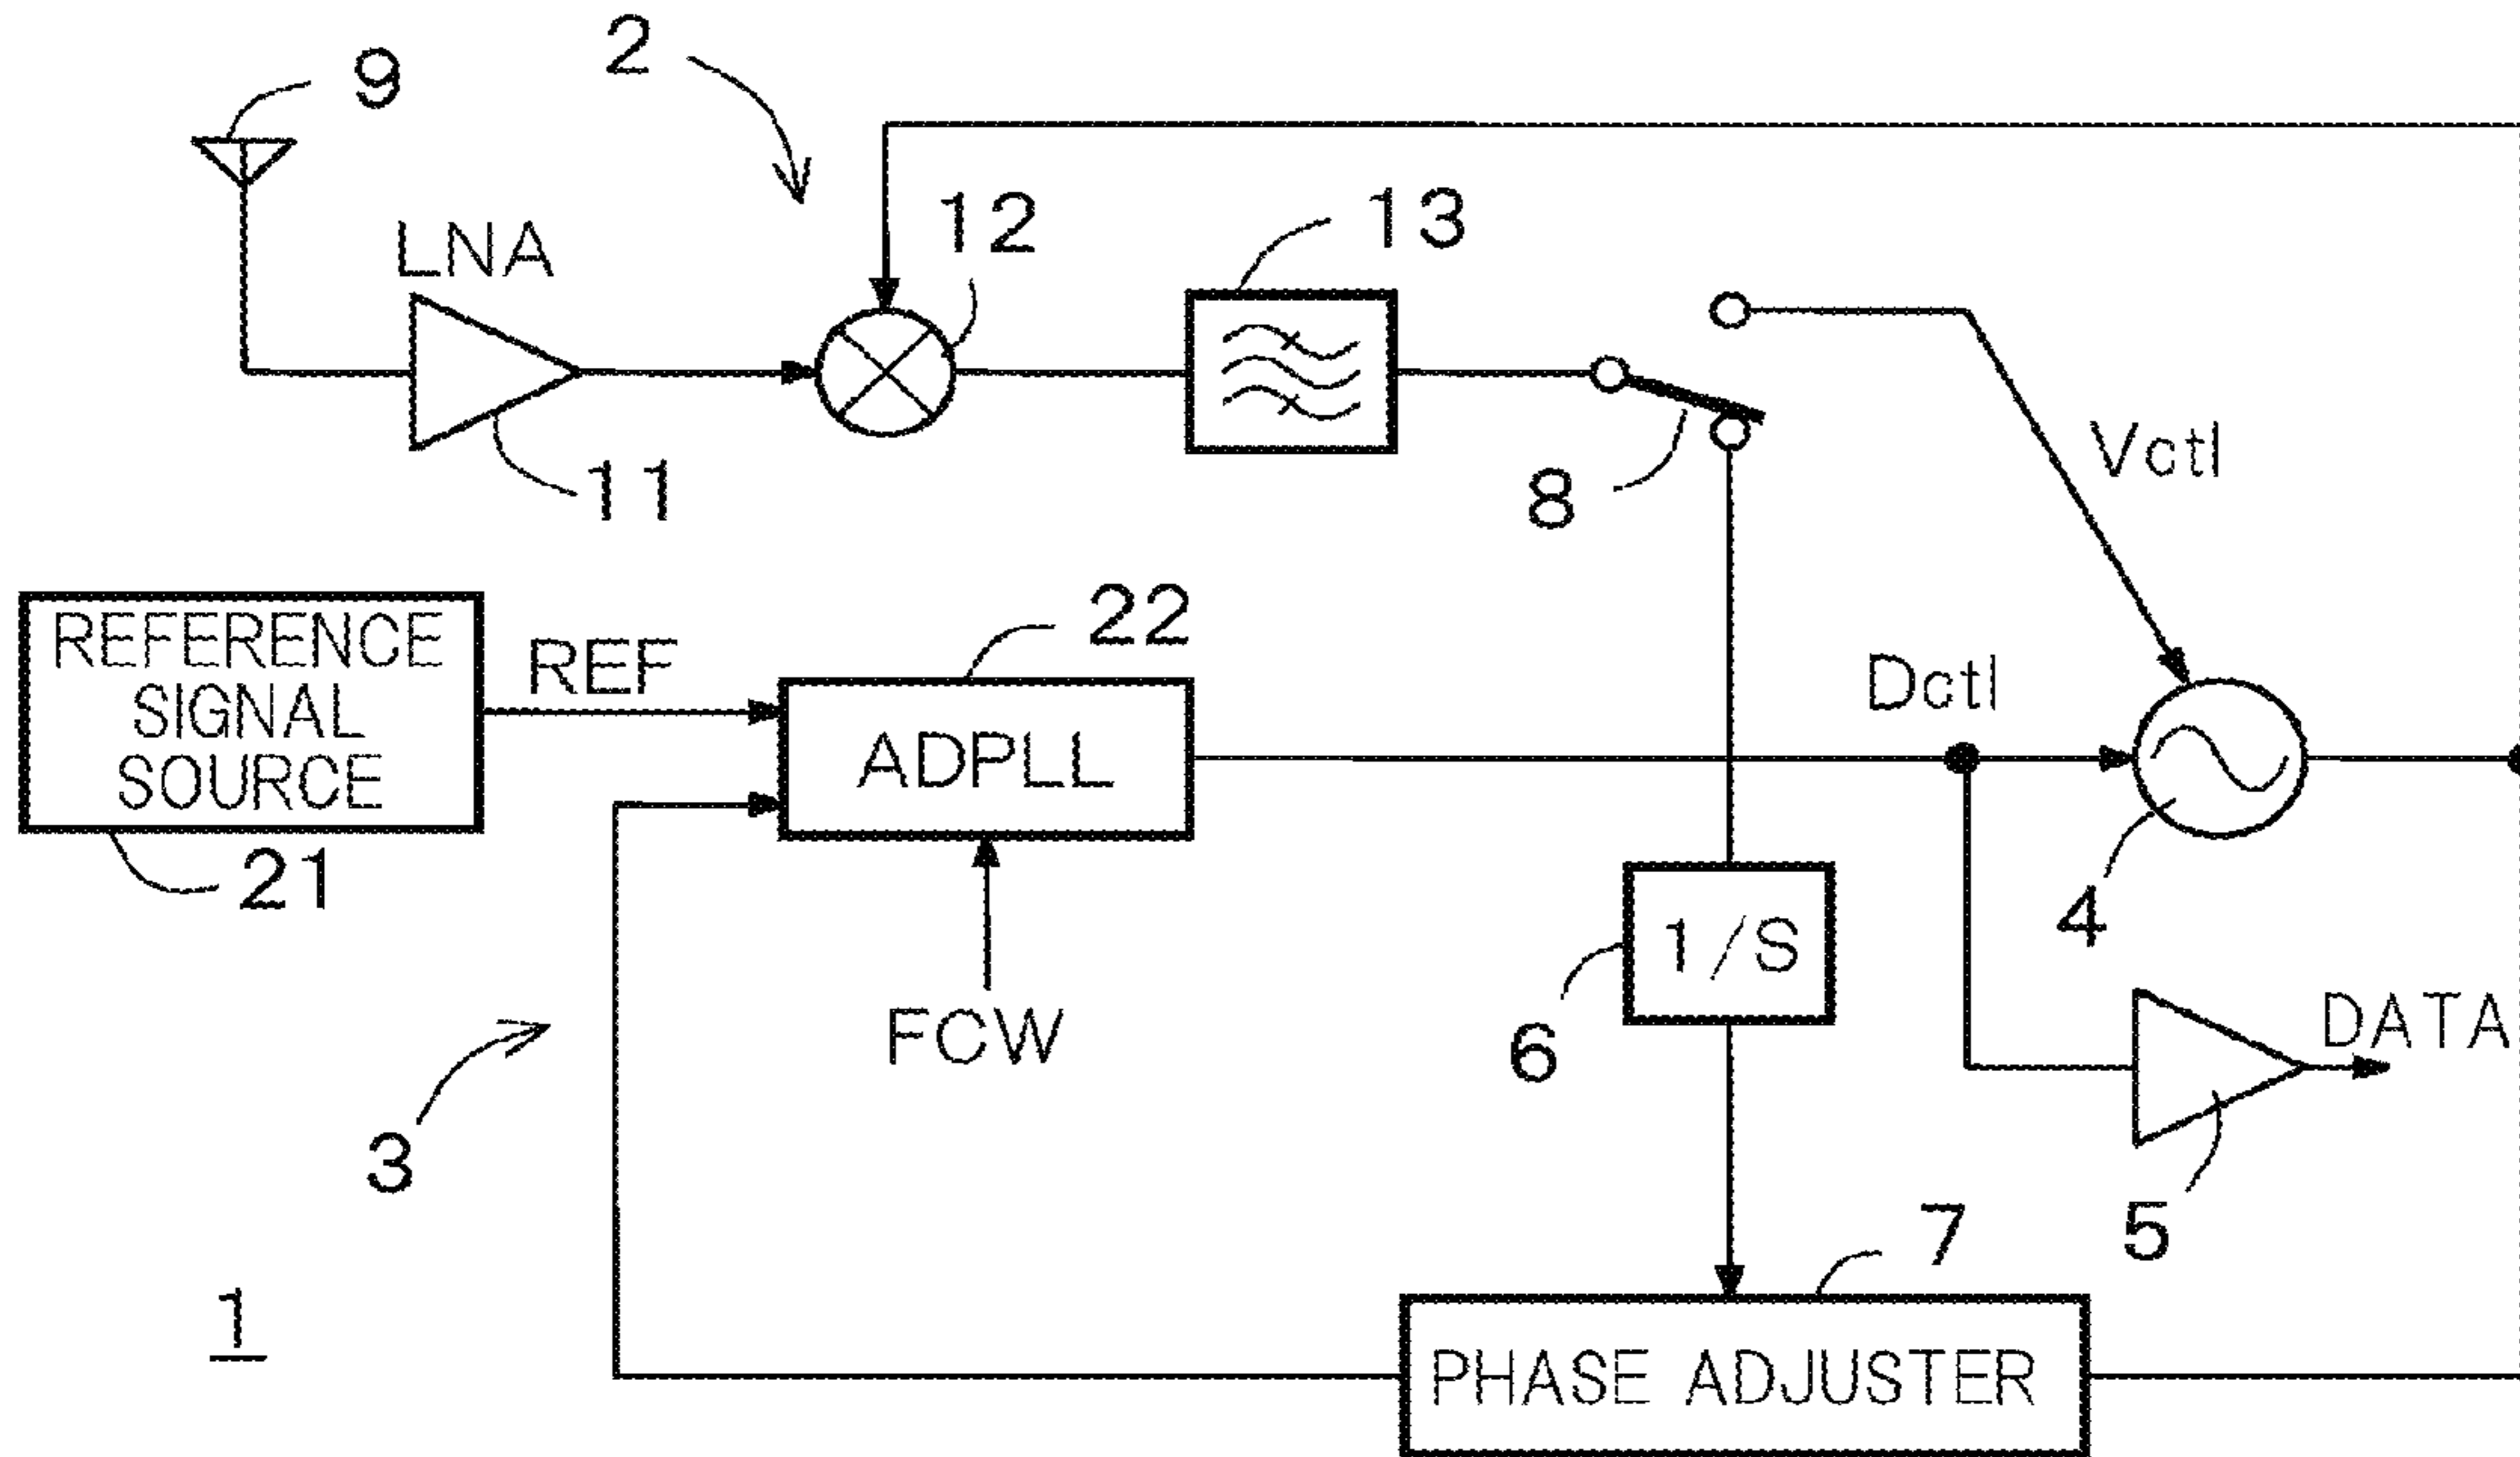 2
9
12
13
LNA
11
8
Vctl
REFERENCE
SIGNAL
SOURCE
REF
22
ADPLL
Dctl
21
4
FCW
1/S
6
DATA
3
5
7
1
PHASE ADJUSTER